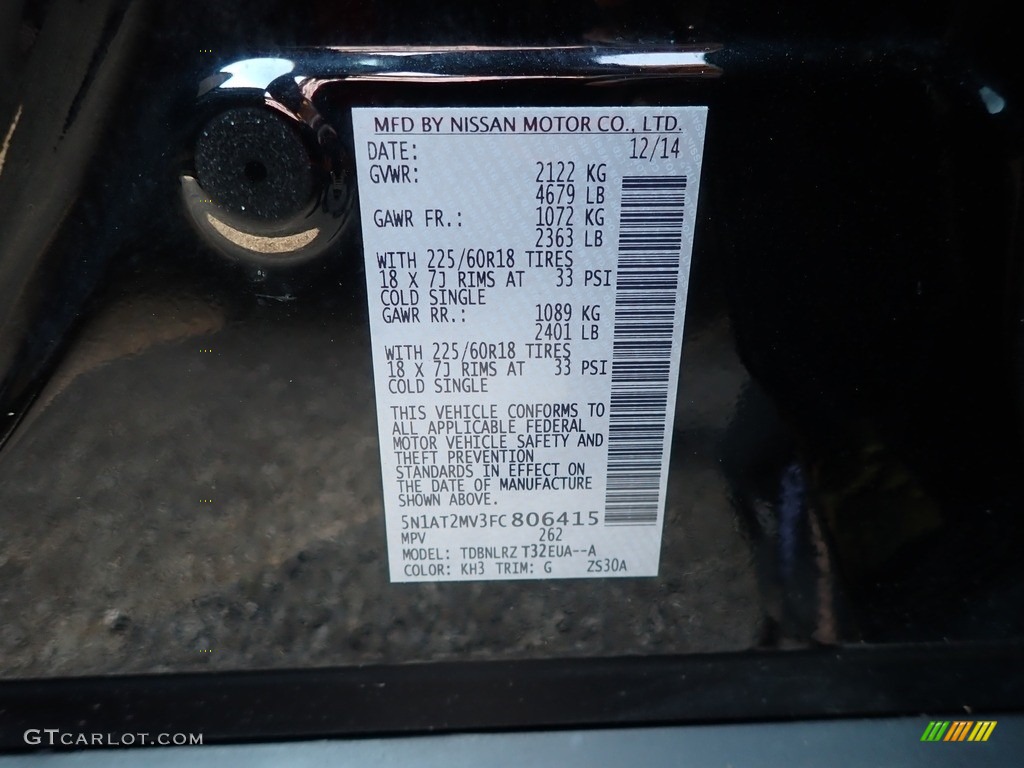 MFD BY NISSAN MOTOR CO., LTD.
DATE: 12/14
GVWR: 2122 KG
4679 LB
GAWR FR.: 1072 KG
2363 LB
WITH 225/60R18 TIRES
18 X 7J RIMS AT 33 PSI
COLD SINGLE
GAWR RR.: 1089 KG
2401 LB
WITH 225/60R18 TIRES
18 X 7J RIMS AT 33 PSI
COLD SINGLE
THIS VEHICLE CONFORMS TO
ALL APPLICABLE FEDERAL
MOTOR VEHICLE SAFETY AND
THEFT PREVENTION
STANDARDS IN EFFECT ON
THE DATE OF MANUFACTURE
SHOWN ABOVE.
5N1AT2MV3FC806415
MPV 262
MODEL: TDBNLRZ T32EUA--A
COLOR: KH3 TRIM: G ZS30A
GTCARLOT.COM